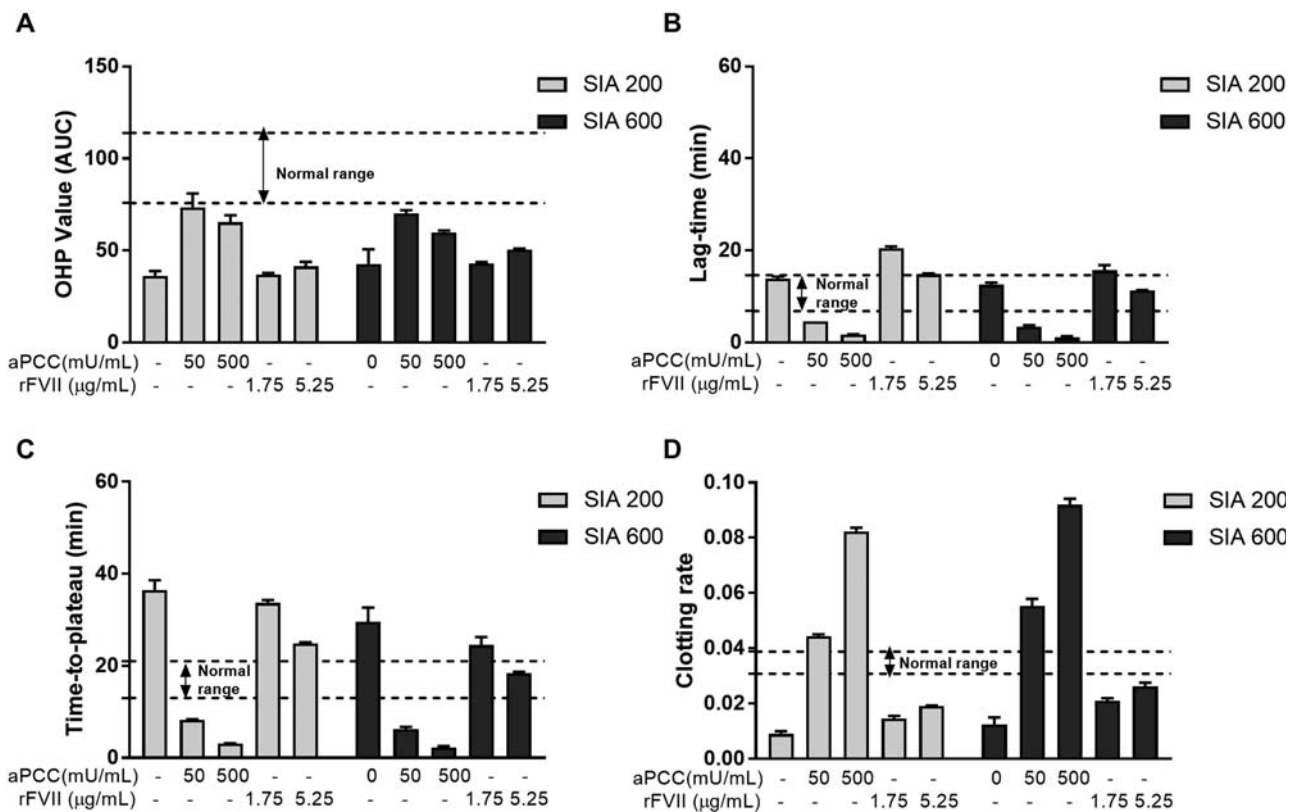 A
OHP Value (AUC)
150
100
50
0
Normal range
SIA 200
SIA 600
aPCC(mU/mL) - 50 500 - - 0 50 500 - -
rFVII (µg/mL) - - - 1.75 5.25 - - - 1.75 5.25
B
Lag-time (min)
60
40
20
0
Normal
range
SIA 200
SIA 600
aPCC(mU/mL) - 50 500 - - 0 50 500 - -
rFVII (µg/mL) - - - 1.75 5.25 - - - 1.75 5.25
C
Time-to-plateau (min)
60
40
20
0
Normal
range
SIA 200
SIA 600
aPCC(mU/mL) - 50 500 - - 0 50 500 - -
rFVII (µg/mL) - - - 1.75 5.25 - - - 1.75 5.25
D
Clotting rate
0.10
0.08
0.06
0.04
0.02
0.00
Normal range
SIA 200
SIA 600
aPCC(mU/mL) - 50 500 - - 0 50 500 - -
rFVII (µg/mL) - - - 1.75 5.25 - - - 1.75 5.25